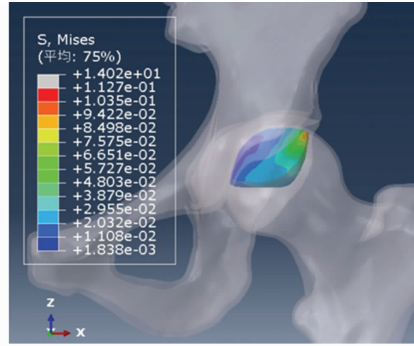 S, Mises
(平均: 75%)
+1.402e+01
+1.127e-01
+1.035e-01
+9.422e-02
+8.498e-02
+7.575e-02
+6.651e-02
+5.727e-02
+4.803e-02
+3.879e-02
+2.955e-02
+2.032e-02
+1.108e-02
+1.838e-03
Z
X